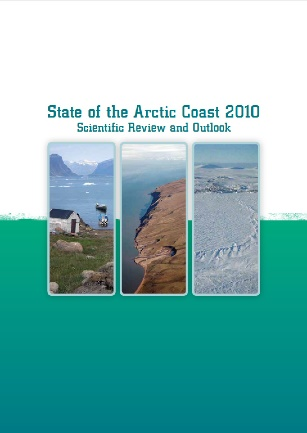 State of the Arctic Coast 2010
Scientific Review and Outlook